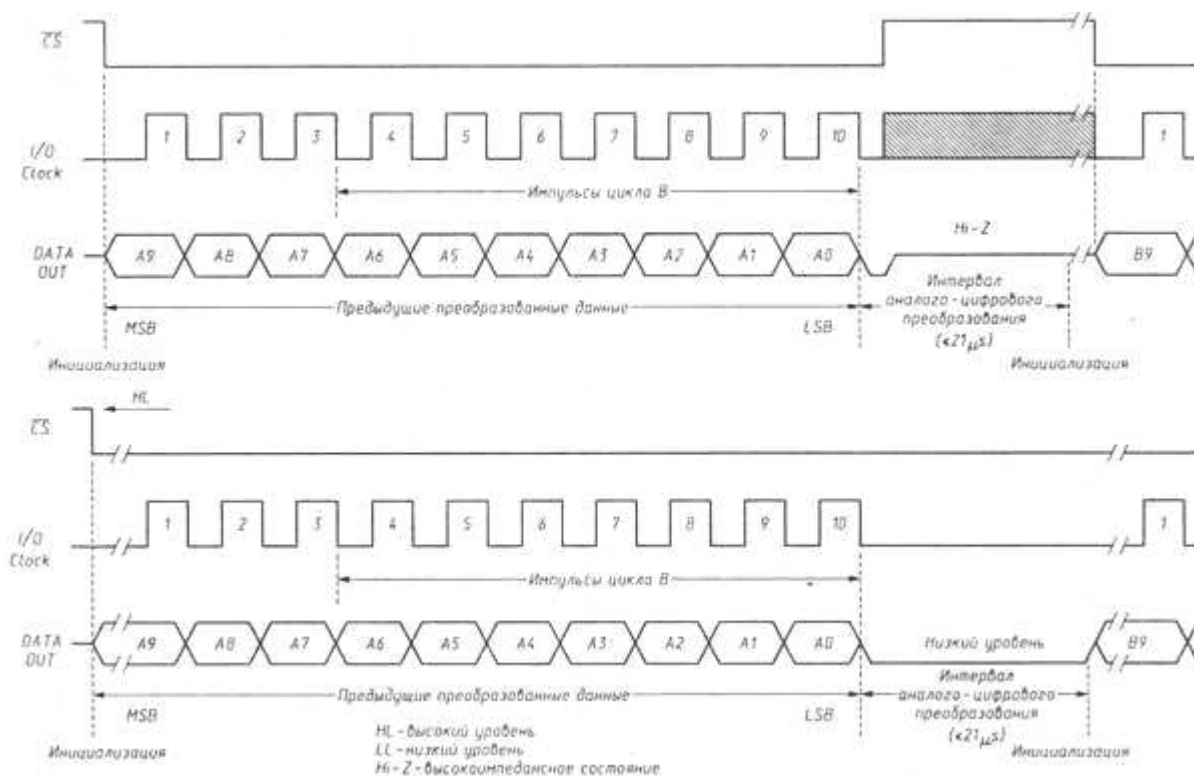 C̅S̅
1 2 3 4 5 6 7 8 9 10 1
I/O
Clock
Импульсы цикла В
Hi-Z
DATA
OUT
A9 A8 A7 A6 A5 A4 A3 A2 A1 A0 B9
Интервал
аналого-цифрового
преобразования
(<21μs)
Предыдущие преобразованные данные
MSB LSB
Инициализация Инициализация
HL
C̅S̅
1 2 3 4 5 6 7 8 9 10 1
I/O
Clock
Импульсы цикла В
DATA
OUT
A9 A8 A7 A6 A5 A4 A3 A2 A1 A0 Низкий уровень B9
Интервал
аналого-цифрового
преобразования
(<21μs)
Предыдущие преобразованные данные
MSB LSB
Инициализация Инициализация
HL-высокий уровень
LL-низкий уровень
Hi-Z-высокоимпедансное состояние